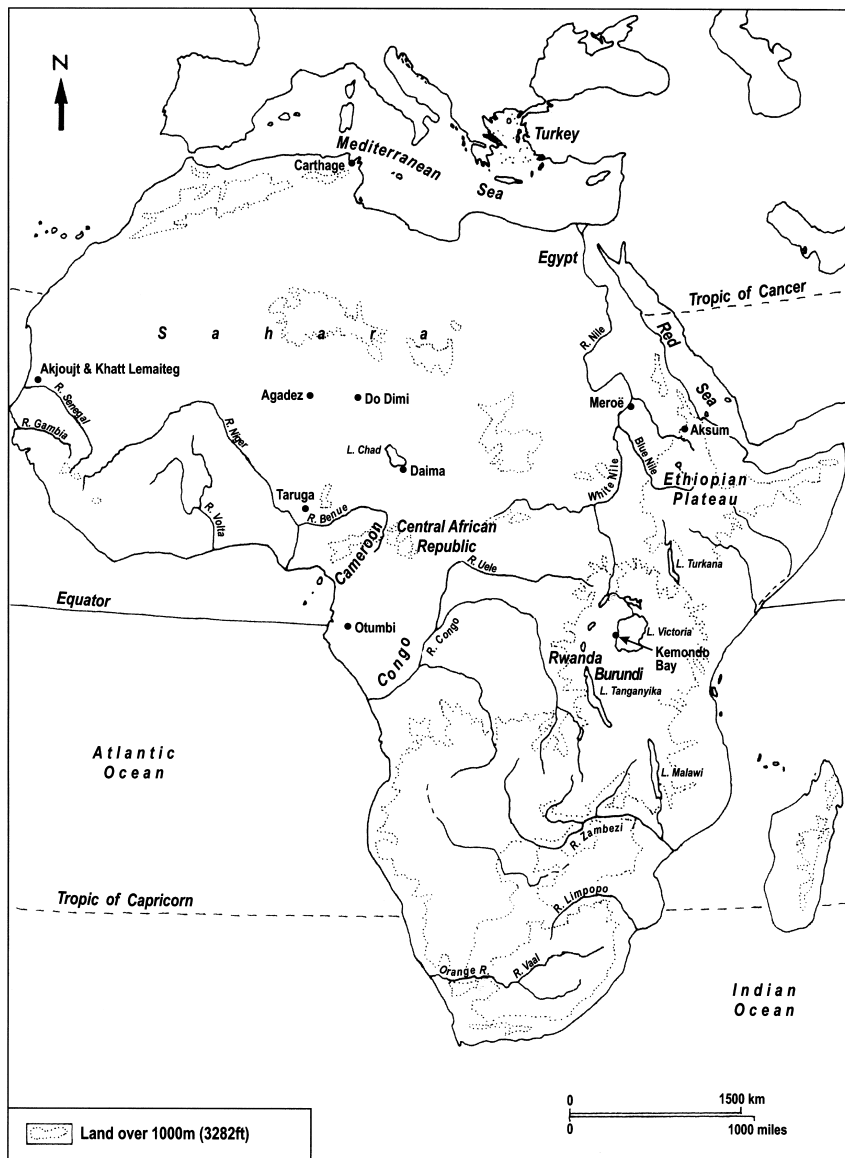 N
Turkey
Mediterranean
Sea
Carthage
Egypt
Tropic of Cancer
Red
Sea
R. Nile
Sahara
Akjoujt & Khatt Lemaiteg
R. Senegal
R. Gambia
Agadez
Do Dimi
Meroë
Aksum
R. Niger
L. Chad
Daima
Blue Nile
White Nile
Ethiopian
Plateau
Taruga
R. Benue
R. Volta
Central African
Republic
Cameroon
R. Uele
L. Turkana
Equator
Otumbi
Congo
R. Congo
L. Victoria
Kemondo
Bay
Rwanda
Burundi
L. Tanganyika
Atlantic
Ocean
L. Malawi
R. Zambezi
Tropic of Capricorn
R. Limpopo
Orange R.
R. Vaal
Indian
Ocean
Land over 1000m (3282ft)
0 1500 km
0 1000 miles